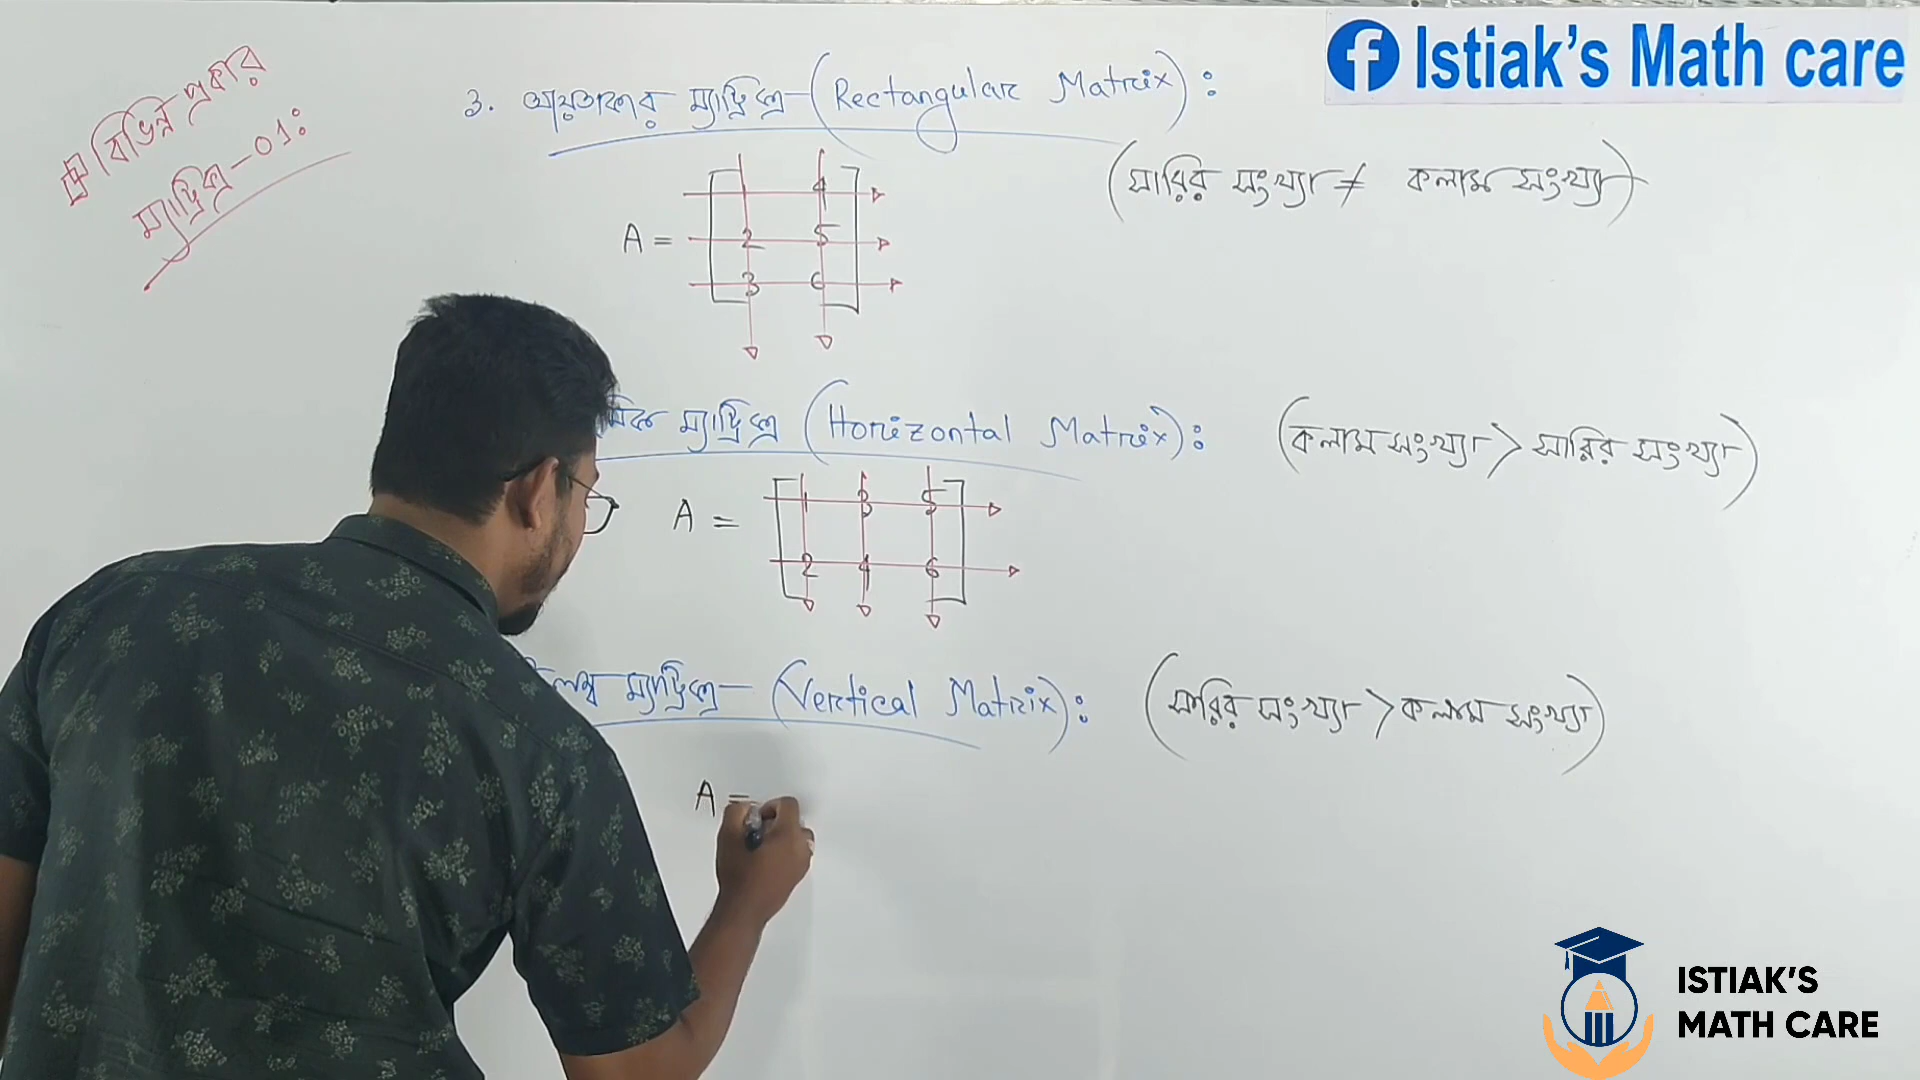 বিভিন্ন প্রকার
ম্যাট্রিক্স-01:
Istiak's Math care
3. আয়তাকার ম্যাট্রিক্স (Rectangular Matrix):
(সারির সংখ্যা ≠ কলাম সংখ্যা)
4
A = 2 5
3 6
ম্যাট্রিক্স (Horizontal Matrix): (কলাম সংখ্যা > সারির সংখ্যা)
A = 1 3 5
2 4 6
ম্যাট্রিক্স (Vertical Matrix): (সারির সংখ্যা > কলাম সংখ্যা)
A =
ISTIAK'S
MATH CARE